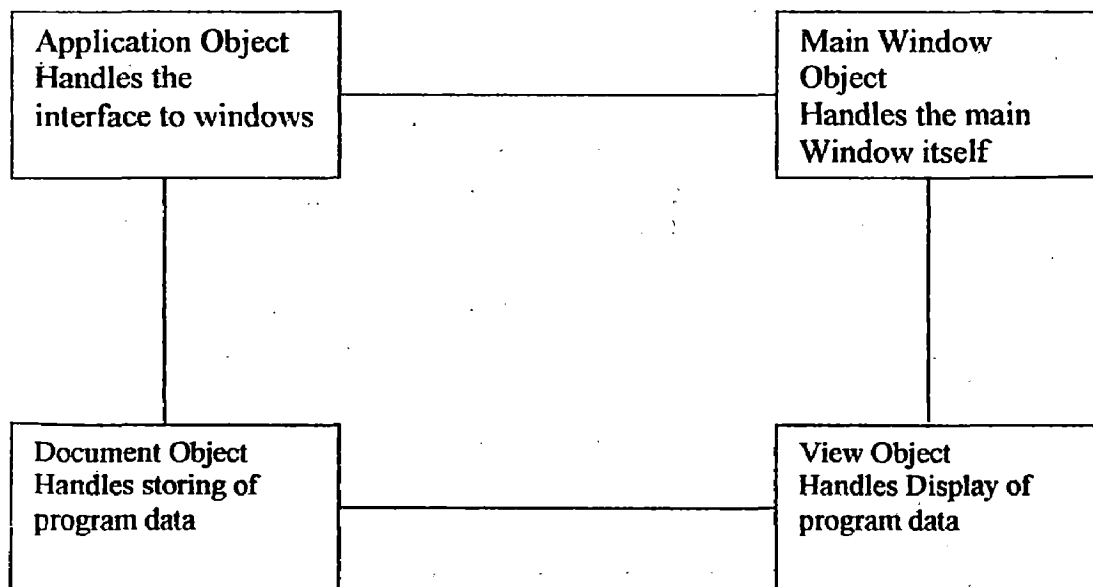 Application Object
Handles the
interface to windows
Main Window
Object
Handles the main
Window itself
Document Object
Handles storing of
program data
View Object
Handles Display of
program data